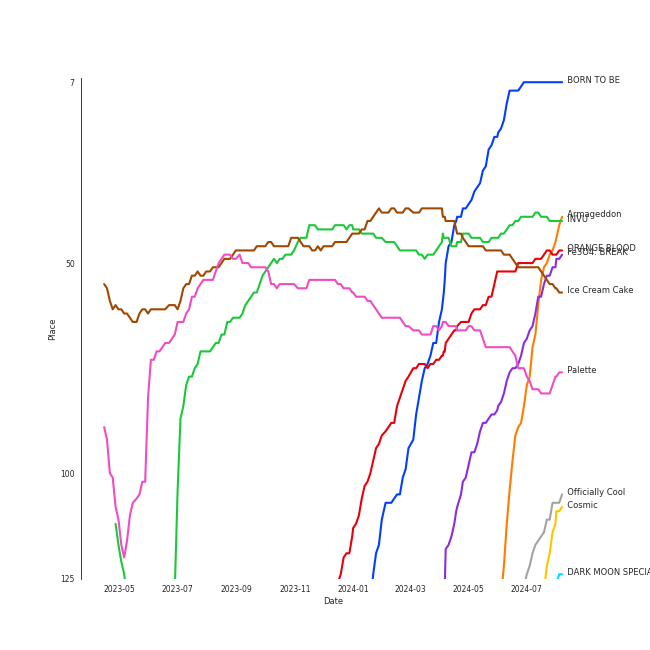 7
BORN TO BE
Armageddon
INVU
ORANGE BLOOD
Fe3O4: BREAK
50
Ice Cream Cake
Place
Palette
100
Officially Cool
Cosmic
125
DARK MOON SPECIA
2023-05 2023-07 2023-09 2023-11 2024-01 2024-03 2024-05 2024-07
Date